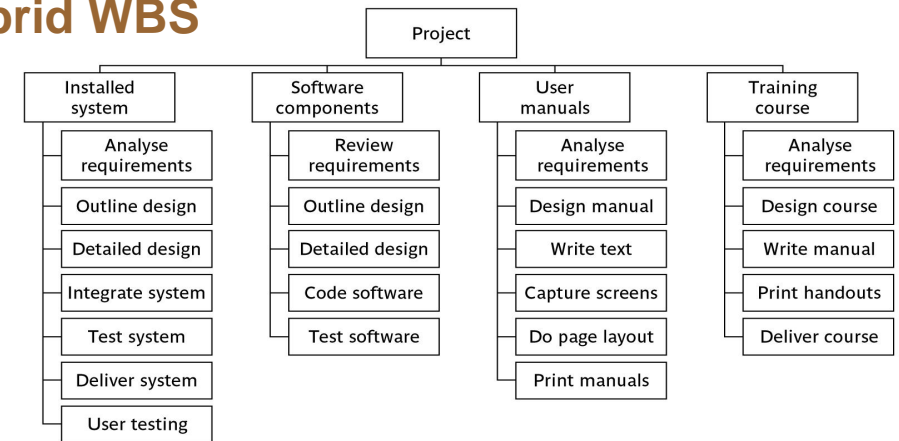 brid WBS
Project
Installed
system
Analyse
requirements
Outline design
Detailed design
Integrate system
Test system
Deliver system
User testing
Software
components
Review
requirements
Outline design
Detailed design
Code software
Test software
User
manuals
Analyse
requirements
Design manual
Write text
Capture screens
Do page layout
Print manuals
Training
course
Analyse
requirements
Design course
Write manual
Print handouts
Deliver course